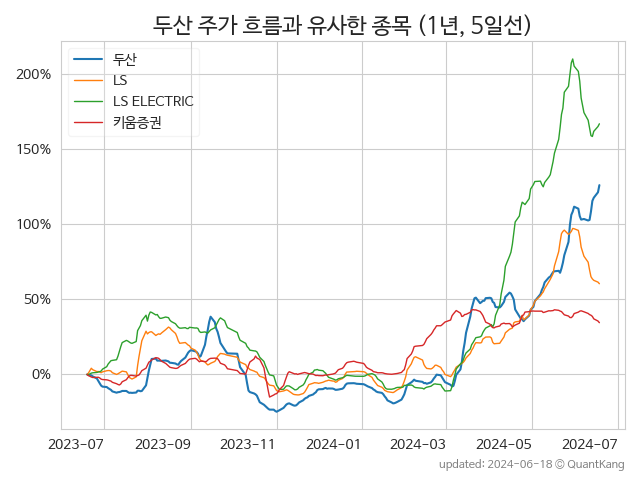 두산 주가 흐름과 유사한 종목 (1년, 5일선)
두산
LS
LS ELECTRIC
키움증권
200%
150%
100%
50%
0%
2023-07 2023-09 2023-11 2024-01 2024-03 2024-05 2024-07
updated: 2024-06-18 © QuantKang